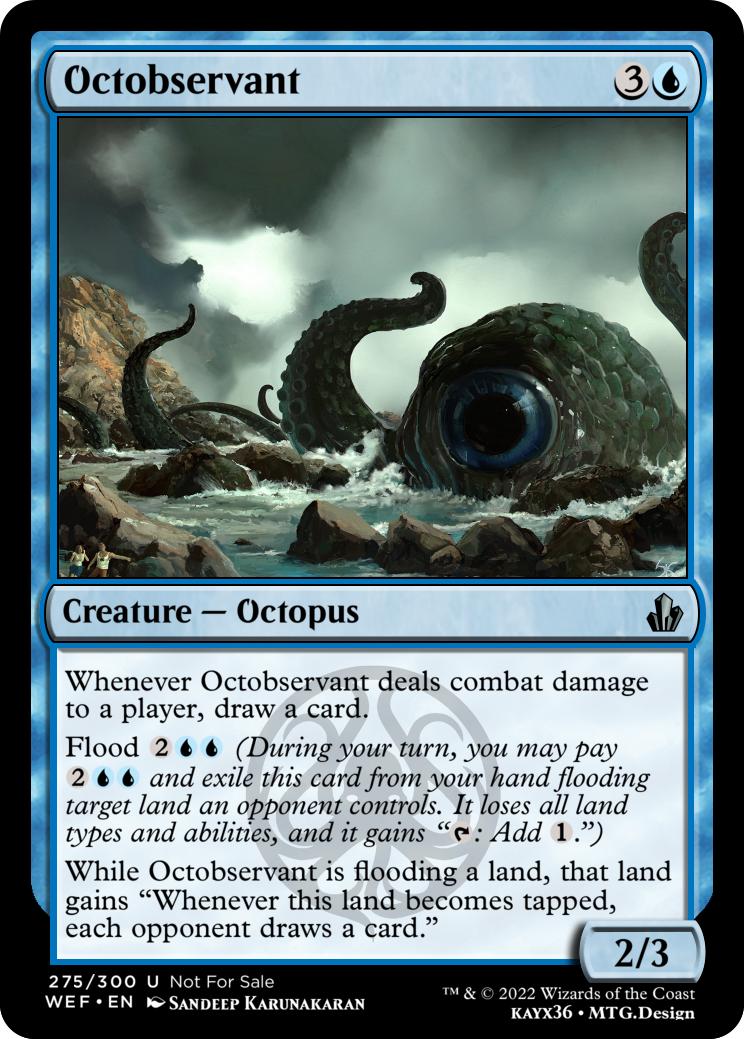 Octobservant 3
Creature — Octopus
Whenever Octobservant deals combat damage
to a player, draw a card.
Flood 2 (During your turn, you may pay
2 and exile this card from your hand flooding
target land an opponent controls. It loses all land
types and abilities, and it gains “: Add 1.”)
While Octobservant is flooding a land, that land
gains “Whenever this land becomes tapped,
each opponent draws a card.”
2/3
275/300 U Not For Sale
WEF • EN Sandeep Karunakaran
™ & © 2022 Wizards of the Coast
KAYX36 • MTG.Design